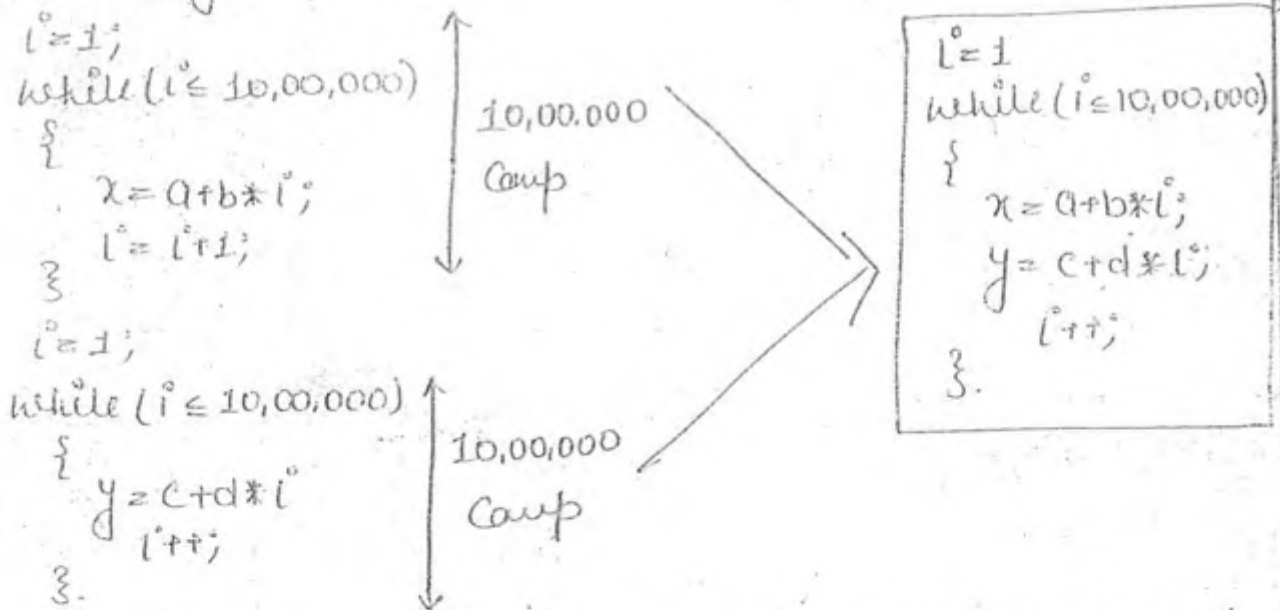 i=1;
while(i≤ 10,00,000)
{
x= a+b* i;
i= i+1;
}
10,00.000
Comp
i=1;
while (i ≤ 10,00,000)
{
y = c+d* i
i++;
}.
10,00,000
Comp
i=1
while (i≤10,00,000)
{
x= a+b*i;
y= c+d*i;
i++;
}.